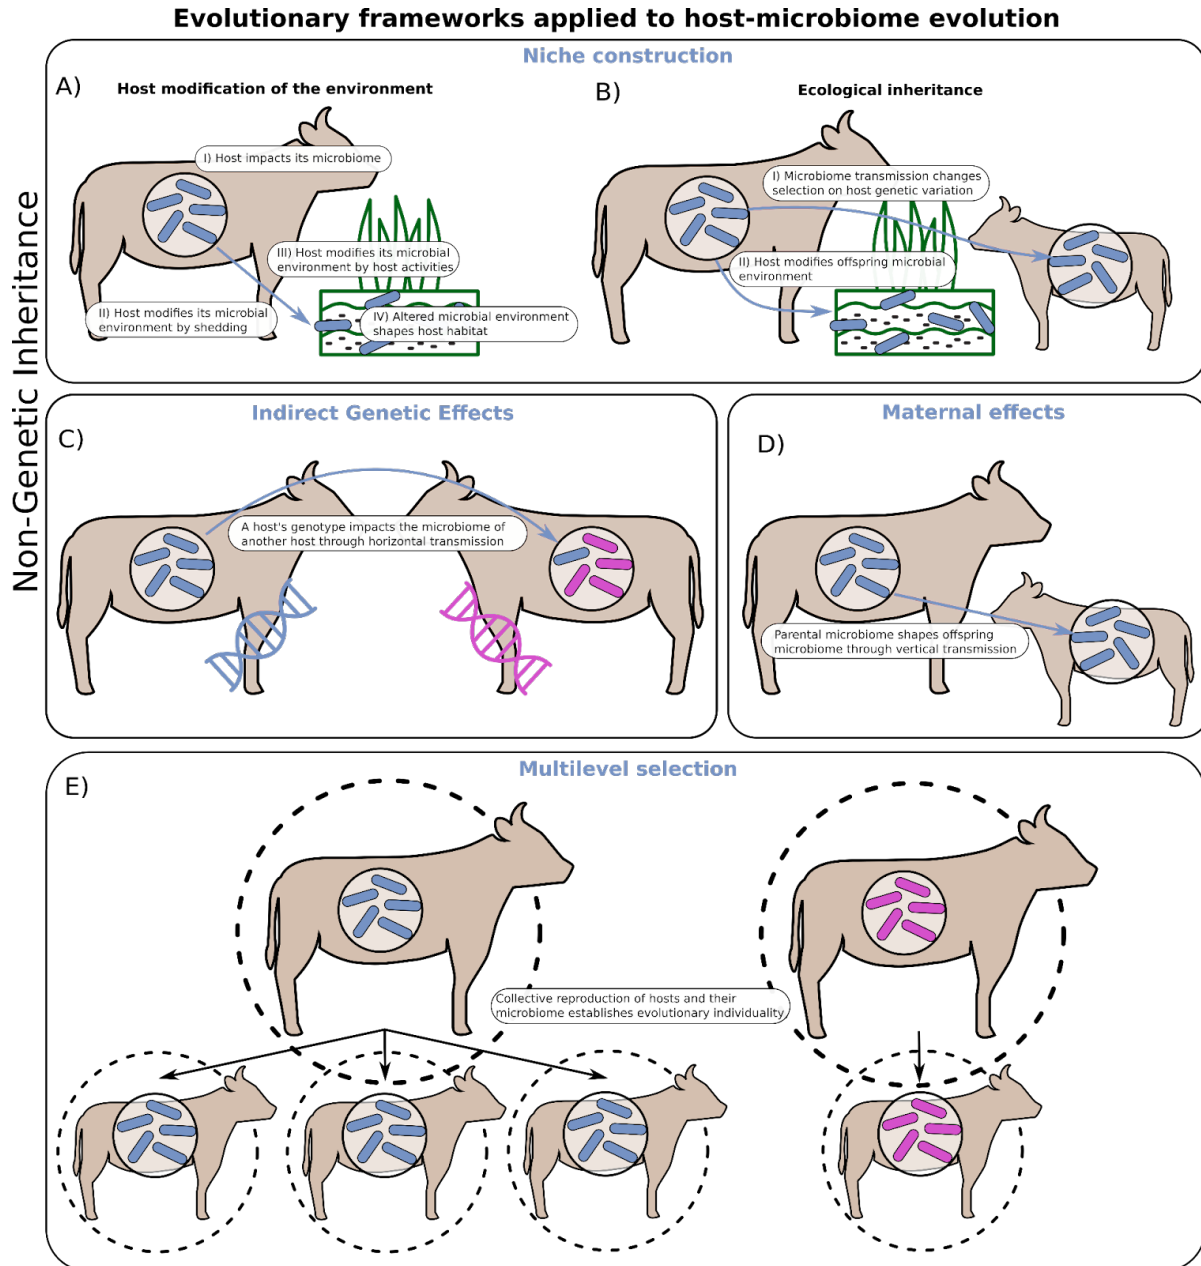 Evolutionary frameworks applied to host-microbiome evolution
Non-Genetic Inheritance
Niche construction
A)
Host modification of the environment
I) Host impacts its microbiome
III) Host modifies its microbial
environment by host activities
II) Host modifies its microbial
environment by shedding
IV) Altered microbial environment
shapes host habitat
B)
Ecological inheritance
I) Microbiome transmission changes
selection on host genetic variation
II) Host modifies offspring microbial
environment
Indirect Genetic Effects
C)
A host's genotype impacts the microbiome of
another host through horizontal transmission
Maternal effects
D)
Parental microbiome shapes offspring
microbiome through vertical transmission
Multilevel selection
E)
Collective reproduction of hosts and their
microbiome establishes evolutionary individuality